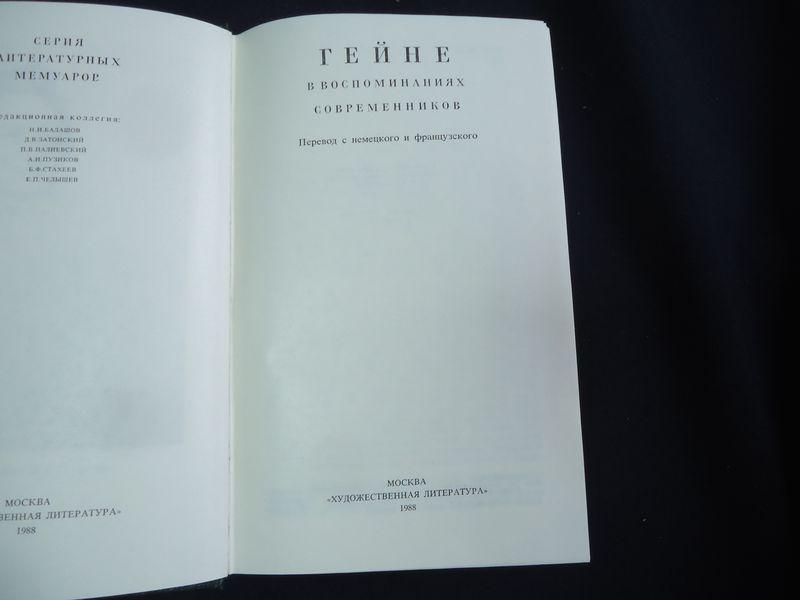 СЕРИЯ
ЛИТЕРАТУРНЫХ
МЕМУАРОВ
редакционная коллегия:
Н.И.БАЛАШОВ
Д.В.ЗАТОНСКИЙ
П.В.ПАЛИЕВСКИЙ
А.И.ПУЗИКОВ
Б.Ф.СТАХЕЕВ
Е.П.ЧЕЛЫШЕВ
МОСКВА
ВЕННАЯ ЛИТЕРАТУРА»
1988
ГЕЙНЕ
В ВОСПОМИНАНИЯХ
СОВРЕМЕННИКОВ
Перевод с немецкого и французского
МОСКВА
«ХУДОЖЕСТВЕННАЯ ЛИТЕРАТУРА»
1988